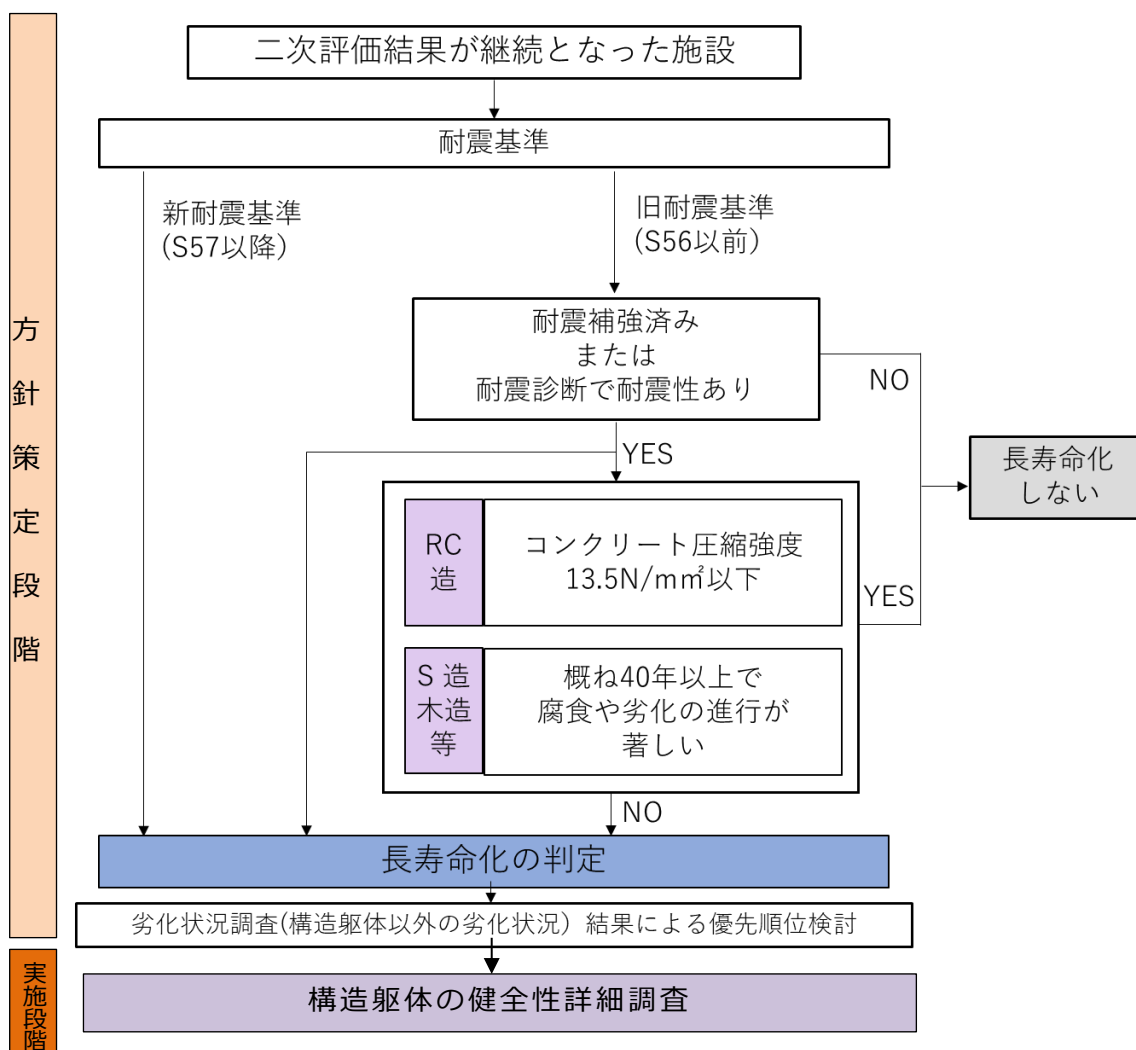 二次評価結果が継続となった施設
耐震基準
新耐震基準
(S57以降)
旧耐震基準
(S56以前)
耐震補強済み
または
耐震診断で耐震性あり
NO
YES
長寿命化
しない
RC
造
コンクリート圧縮強度
13.5N/m㎡以下
YES
S 造
木造
等
概ね40年以上で
腐食や劣化の進行が
著しい
NO
長寿命化の判定
劣化状況調査(構造躯体以外の劣化状況) 結果による優先順位検討
構造躯体の健全性詳細調査
方針策定段階
実施段階